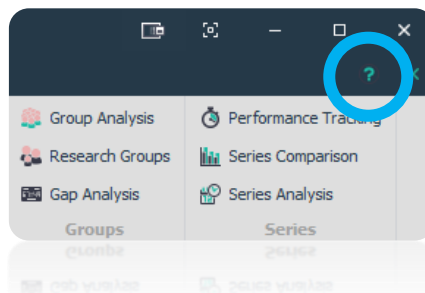 ?
Group Analysis Performance Tracking
Research Groups Series Comparison
Gap Analysis Series Analysis
Groups Series